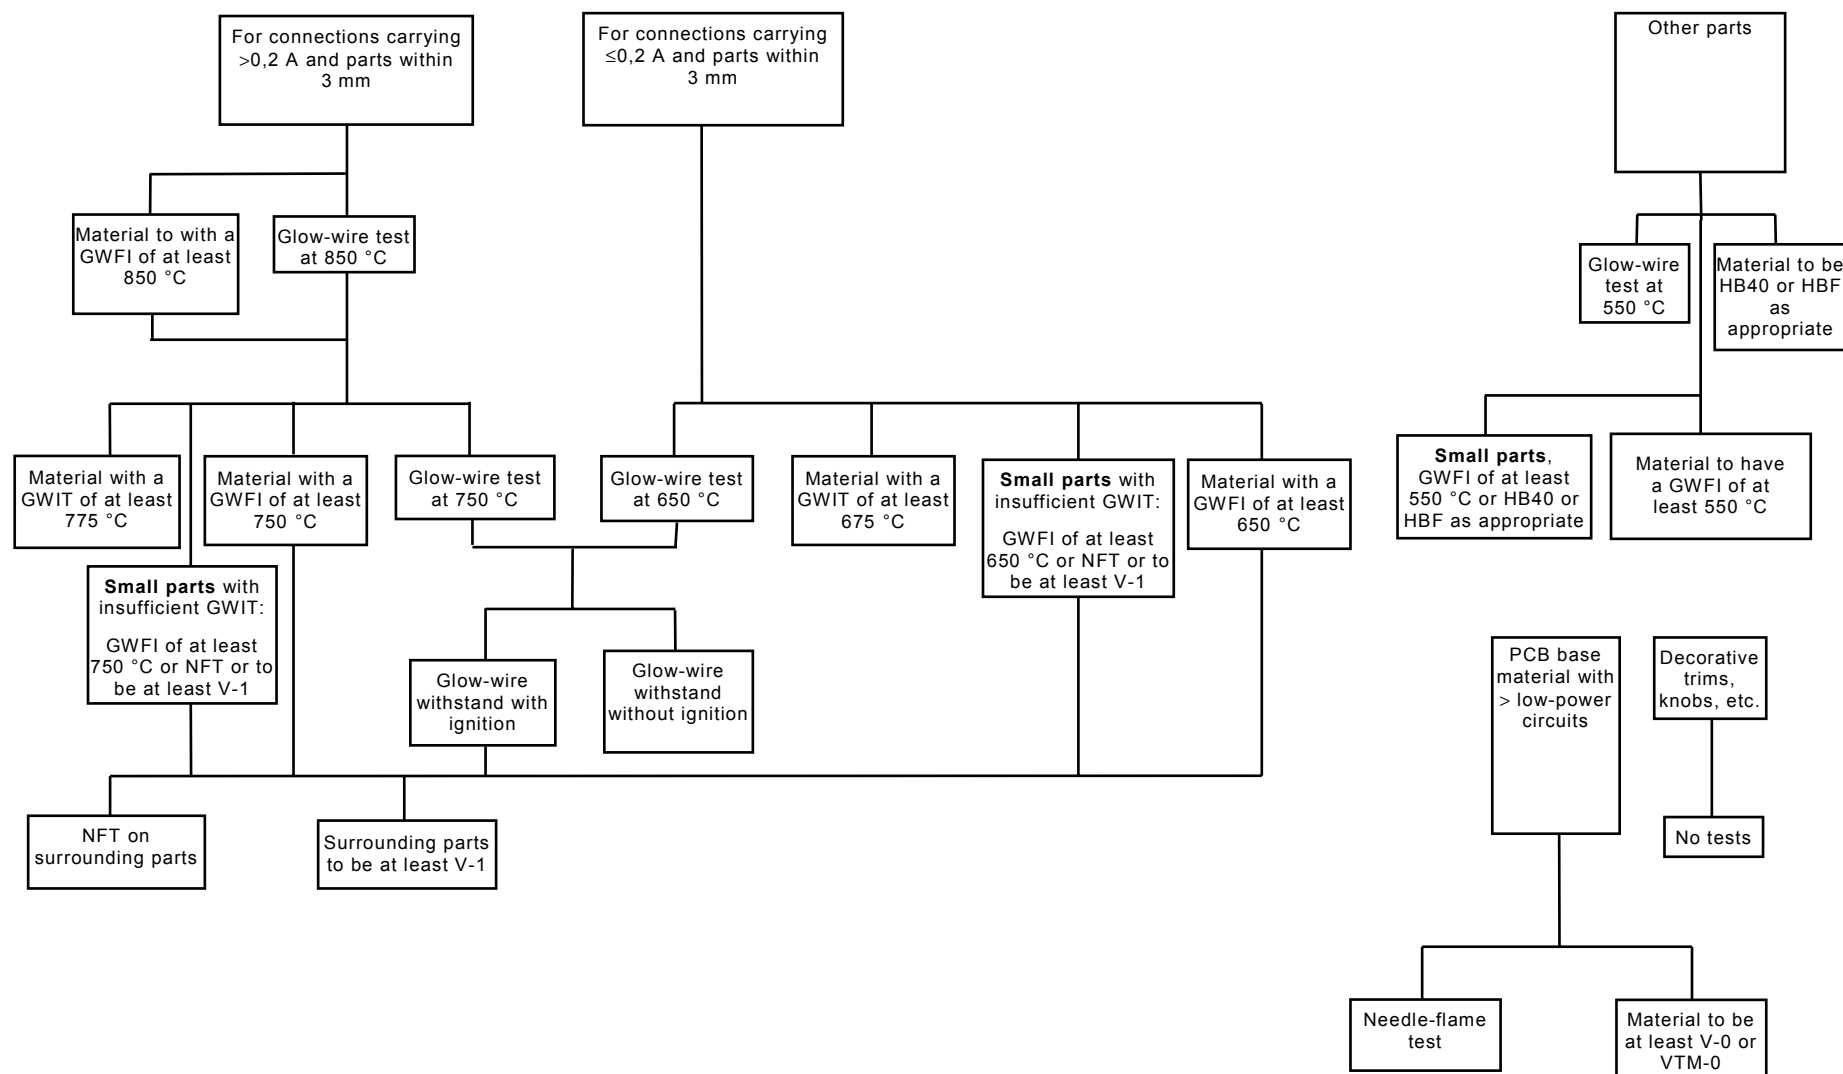 For connections carrying
>0,2 A and parts within
3 mm
For connections carrying
≤0,2 A and parts within
3 mm
Other parts
Material to with a
GWFI of at least
850 °C
Glow-wire test
at 850 °C
Glow-wire
test at
550 °C
Material to be
HB40 or HBF
as
appropriate
Material with a
GWIT of at least
775 °C
Material with a
GWFI of at least
750 °C
Glow-wire test
at 750 °C
Glow-wire test
at 650 °C
Material with a
GWIT of at least
675 °C
Small parts with
insufficient GWIT:
GWFI of at least
650 °C or NFT or to
be at least V-1
Material with a
GWFI of at least
650 °C
Small parts,
GWFI of at least
550 °C or HB40 or
HBF as appropriate
Material to have
a GWFI of at
least 550 °C
Small parts with
insufficient GWIT:
GWFI of at least
750 °C or NFT or to
be at least V-1
Glow-wire
withstand with
ignition
Glow-wire
withstand
without ignition
PCB base
material with
> low-power
circuits
Decorative
trims,
knobs, etc.
NFT on
surrounding parts
Surrounding parts
to be at least V-1
No tests
Needle-flame
test
Material to be
at least V-0 or
VTM-0